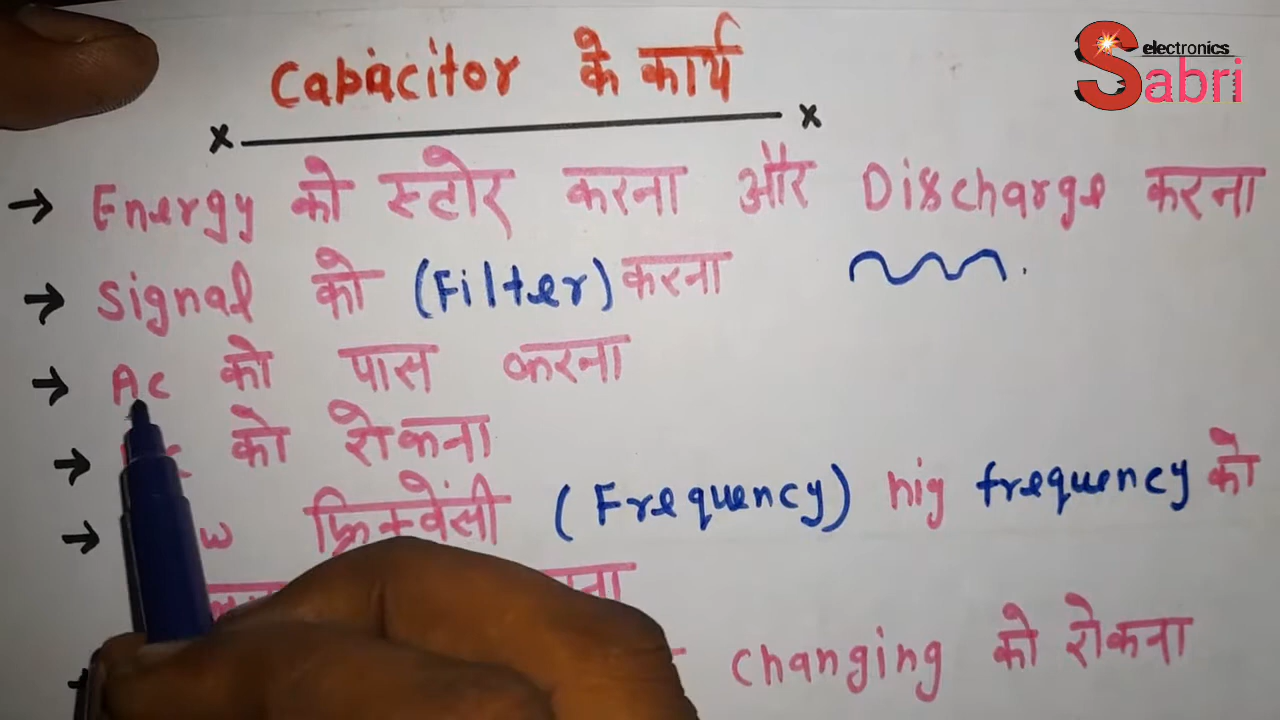 Capacitor के कार्य
Sabri electronics
→ Energy को स्टोर करना और Discharge करना
→ Signal को (Filter) करना
→ AC को पास करना
→ को रोकना
→ फ्रिक्वेंसी (Frequency) hig frequency को
changing को रोकना